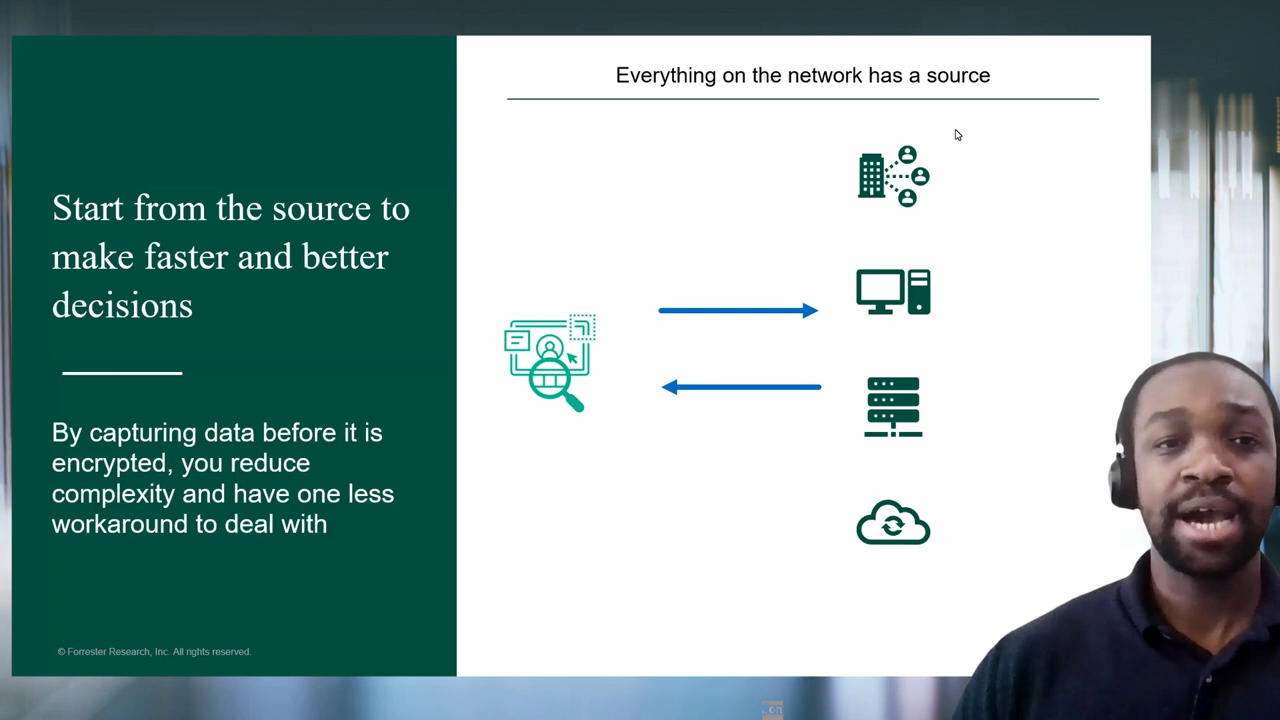 Everything on the network has a source
Start from the source to
make faster and better
decisions
By capturing data before it is
encrypted, you reduce
complexity and have one less
workaround to deal with
© Forrester Research, Inc. All rights reserved.
on